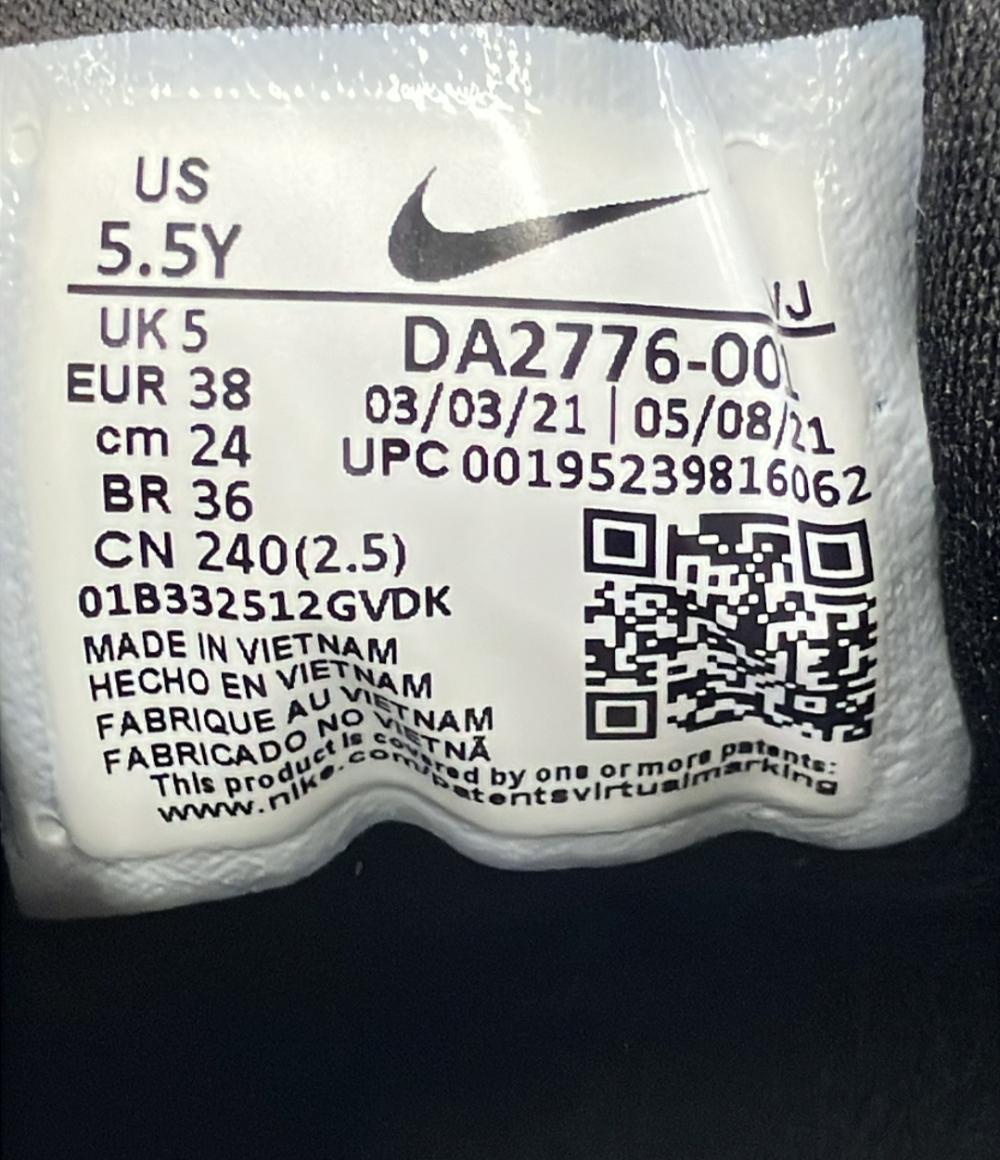 US
5.5Y
VJ
UK 5
EUR 38
cm 24
BR 36
CN 240(2.5)
DA2776-001
03/03/21 | 05/08/21
UPC 00195239816062
01B332512GVDK
MADE IN VIETNAM
HECHO EN VIETNAM
FABRIQUE AU VIETNAM
FABRICADO NO VIETNÃ
This product is covered by one or more patents:
www.nike.com/patentsvirtualmarking